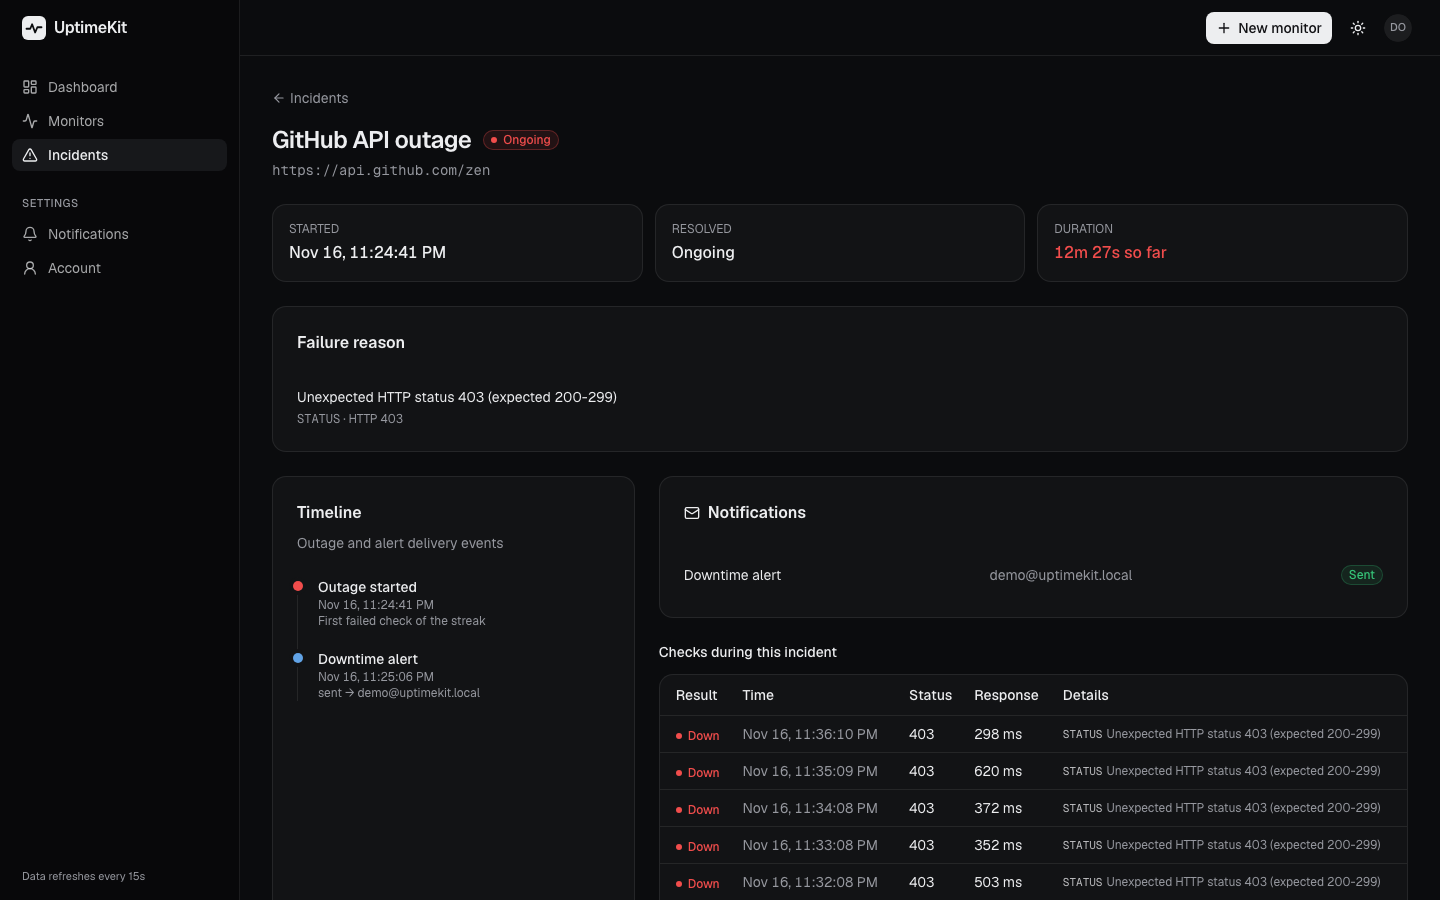 UptimeKit
New monitor
DO
Dashboard
Monitors
Incidents
SETTINGS
Notifications
Account
Data refreshes every 15s
← Incidents
GitHub API outage
Ongoing
https://api.github.com/zen
STARTED
Nov 16, 11:24:41 PM
RESOLVED
Ongoing
DURATION
12m 27s so far
Failure reason
Unexpected HTTP status 403 (expected 200-299)
STATUS · HTTP 403
Timeline
Outage and alert delivery events
Outage started
Nov 16, 11:24:41 PM
First failed check of the streak
Downtime alert
Nov 16, 11:25:06 PM
sent → demo@uptimekit.local
Notifications
Downtime alert demo@uptimekit.local Sent
Checks during this incident
Result Time Status Response Details
Down Nov 16, 11:36:10 PM 403 298 ms STATUS Unexpected HTTP status 403 (expected 200-299)
Down Nov 16, 11:35:09 PM 403 620 ms STATUS Unexpected HTTP status 403 (expected 200-299)
Down Nov 16, 11:34:08 PM 403 372 ms STATUS Unexpected HTTP status 403 (expected 200-299)
Down Nov 16, 11:33:08 PM 403 352 ms STATUS Unexpected HTTP status 403 (expected 200-299)
Down Nov 16, 11:32:08 PM 403 503 ms STATUS Unexpected HTTP status 403 (expected 200-299)